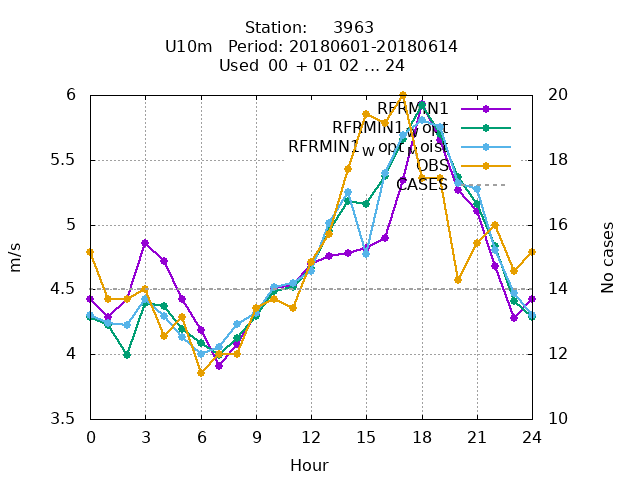 Station: 3963
U10m Period: 20180601-20180614
Used 00 + 01 02 ... 24
6
5.5
5
4.5
4
3.5
20
18
16
14
12
10
RFRMIN1
OBS
CASES
m/s
No cases
0 3 6 9 12 15 18 21 24
Hour